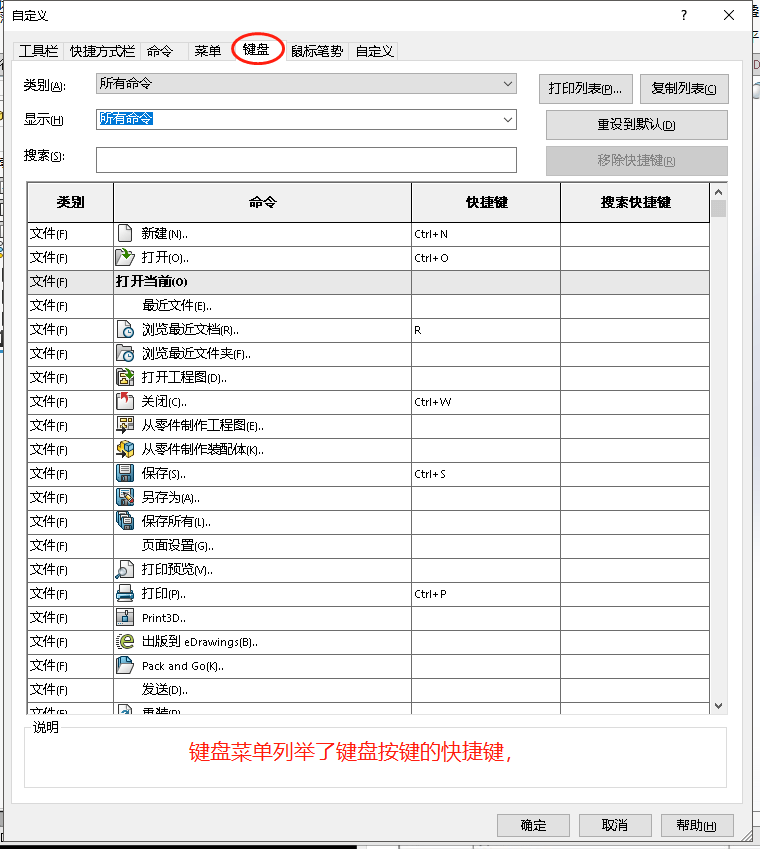 自定义
?
工具栏 快捷方式栏 命令 菜单 键盘 鼠标笔势 自定义
类别(A): 所有命令 打印列表(P)... 复制列表(C)
显示(H) 所有命令 重设到默认(D)
搜索(S): 移除快捷键(R)
类别 命令 快捷键 搜索快捷键
文件(F) 新建(N).. Ctrl+N
文件(F) 打开(O).. Ctrl+O
文件(F) 打开当前(O)
文件(F) 最近文件(E)..
文件(F) 浏览最近文档(R).. R
文件(F) 浏览最近文件夹(F)..
文件(F) 打开工程图(D)..
文件(F) 关闭(C).. Ctrl+W
文件(F) 从零件制作工程图(E)..
文件(F) 从零件制作装配体(K)..
文件(F) 保存(S).. Ctrl+S
文件(F) 另存为(A)..
文件(F) 保存所有(L)..
文件(F) 页面设置(G)..
文件(F) 打印预览(V)..
文件(F) 打印(P).. Ctrl+P
文件(F) Print3D..
文件(F) 出版到 eDrawings(B)..
文件(F) Pack and Go(K)..
文件(F) 发送(D)..
文件(F) 重装(R)..
说明
键盘菜单列举了键盘按键的快捷键,
确定 取消 帮助(H)